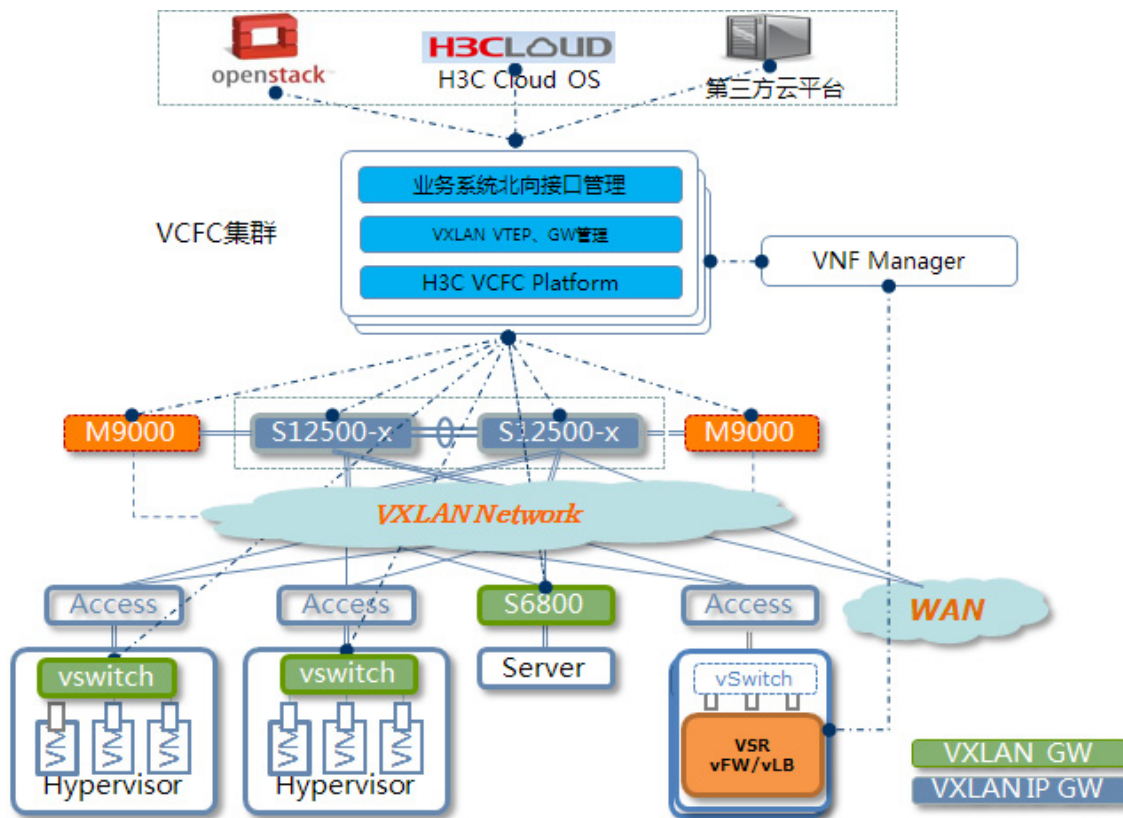 openstack
H3CLOUD
H3C Cloud OS
第三方云平台
业务系统北向接口管理
VXLAN VTEP、GW管理
H3C VCFC Platform
VCFC集群
VNF Manager
M9000
S12500-x
S12500-x
M9000
VXLAN Network
Access
Access
S6800
Access
WAN
vswitch
vswitch
Server
vSwitch
Hypervisor
Hypervisor
VSR
vFW/vLB
VXLAN GW
VXLAN IP GW